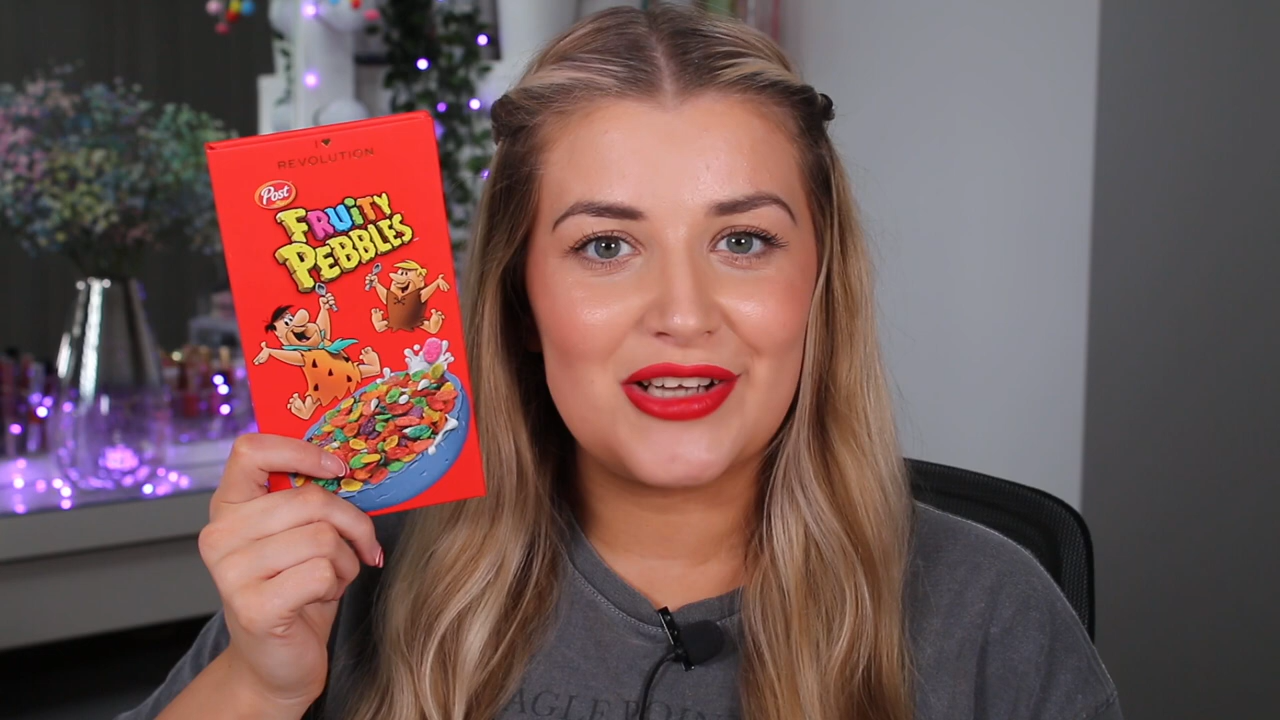 I ♥
REVOLUTION
Post
FRUITY
PEBBLES